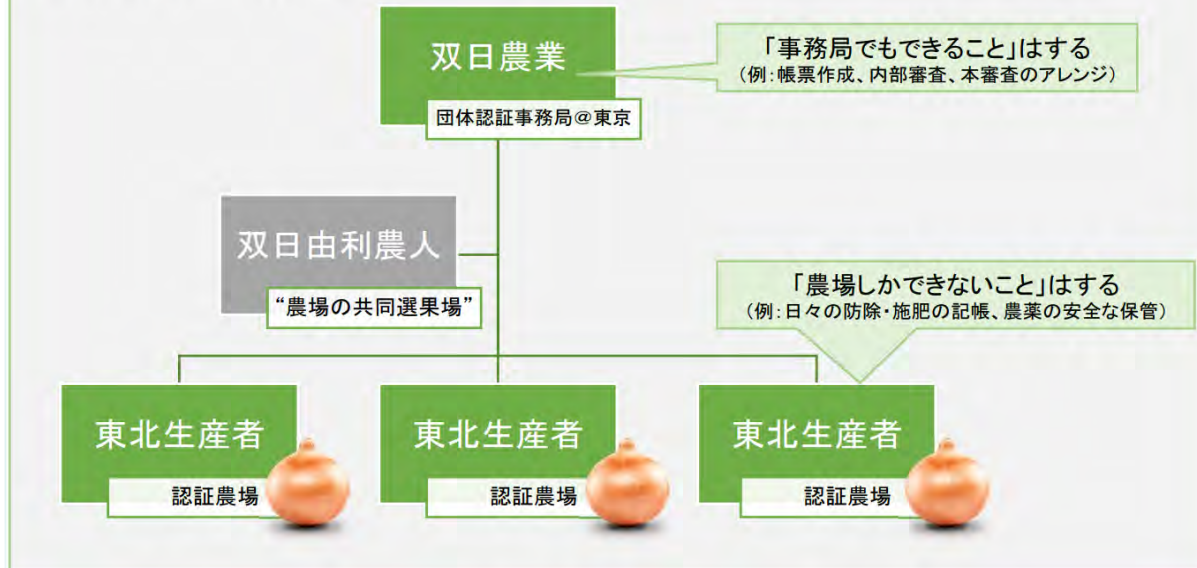 双日農業
団体認証事務局@東京
「事務局でもできること」はする
(例:帳票作成、内部審査、本審査のアレンジ)
双日由利農人
“農場の共同選果場”
「農場しかできないこと」はする
(例:日々の防除・施肥の記帳、農薬の安全な保管)
東北生産者
認証農場
東北生産者
認証農場
東北生産者
認証農場